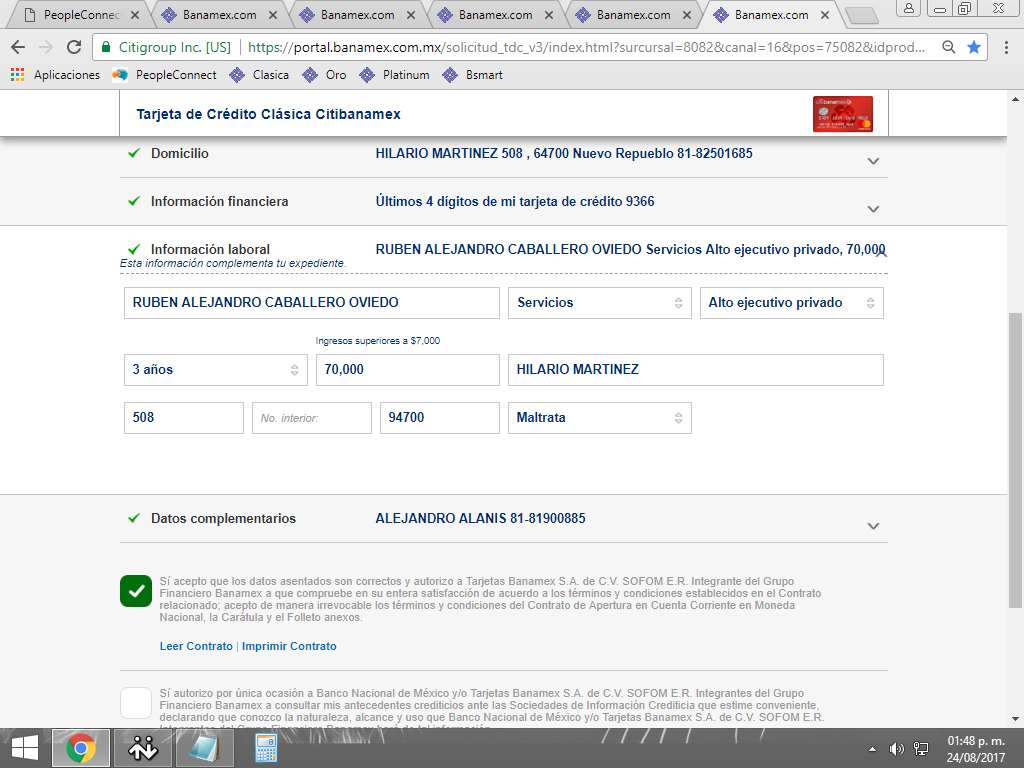 PeopleConnec
Banamex.com
Banamex.com
Banamex.com
Banamex.com
Banamex.com
Citigroup Inc. [US] https://portal.banamex.com.mx/solicitud_tdc_v3/index.html?surcursal=8082&canal=16&pos=75082&idprod...
Aplicaciones PeopleConnect Clasica Oro Platinum Bsmart
Tarjeta de Crédito Clásica Citibanamex
Domicilio HILARIO MARTINEZ 508 , 64700 Nuevo Repueblo 81-82501685
Información financiera Últimos 4 dígitos de mi tarjeta de crédito 9366
Información laboral RUBEN ALEJANDRO CABALLERO OVIEDO Servicios Alto ejecutivo privado, 70,000
Esta información complementa tu expediente.
RUBEN ALEJANDRO CABALLERO OVIEDO Servicios Alto ejecutivo privado
Ingresos superiores a $7,000
3 años 70,000 HILARIO MARTINEZ
508 No. interior: 94700 Maltrata
Datos complementarios ALEJANDRO ALANIS 81-81900885
Sí acepto que los datos asentados son correctos y autorizo a Tarjetas Banamex S.A. de C.V. SOFOM E.R. Integrante del Grupo
Financiero Banamex a que compruebe en su entera satisfacción de acuerdo a los términos y condiciones establecidos en el Contrato
relacionado; acepto de manera irrevocable los términos y condiciones del Contrato de Apertura en Cuenta Corriente en Moneda
Nacional, la Carátula y el Folleto anexos.
Leer Contrato | Imprimir Contrato
Sí autorizo por única ocasión a Banco Nacional de México y/o Tarjetas Banamex S.A. de C.V. SOFOM E.R. Integrantes del Grupo
Financiero Banamex a consultar mis antecedentes crediticios ante las Sociedades de Información Crediticia que estime conveniente,
declarando que conozco la naturaleza, alcance y uso que Banco Nacional de México y/o Tarjetas Banamex S.A. de C.V. SOFOM E.R.
01:48 p. m.
24/08/2017